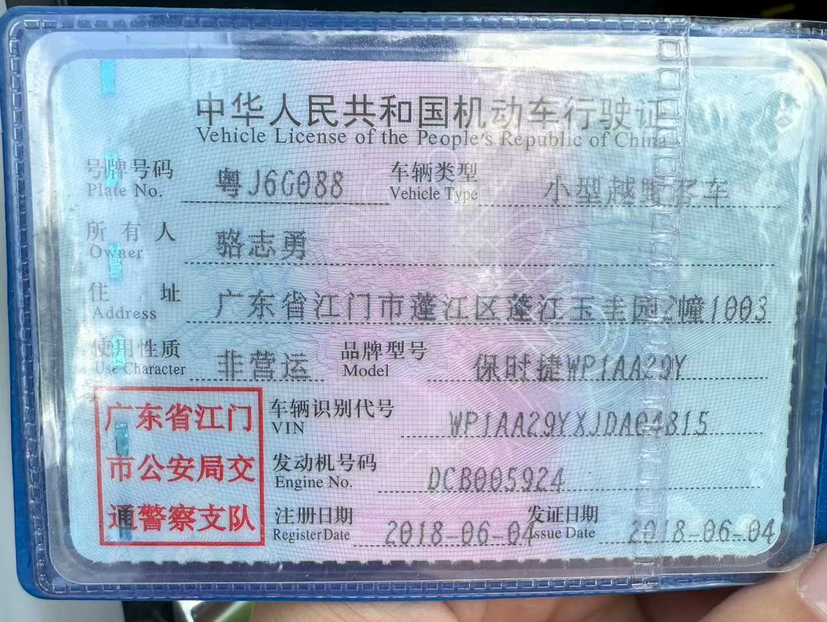 中华人民共和国机动车行驶证
Vehicle License of the People's Republic of China
号牌号码 粤J6G088 车辆类型 小型越野客车
Plate No. Vehicle Type
所有人 骆志勇
Owner
住址 广东省江门市蓬江区蓬江玉圭园2幢1003
Address
使用性质 非营运 品牌型号 保时捷WP1AA29Y
Use Character Model
广东省江门
市公安局交
通警察支队
车辆识别代号 WP1AA29YXJDA04815
VIN
发动机号码 DCB005924
Engine No.
注册日期 2018-06-04 发证日期 2018-06-04
Register Date Issue Date